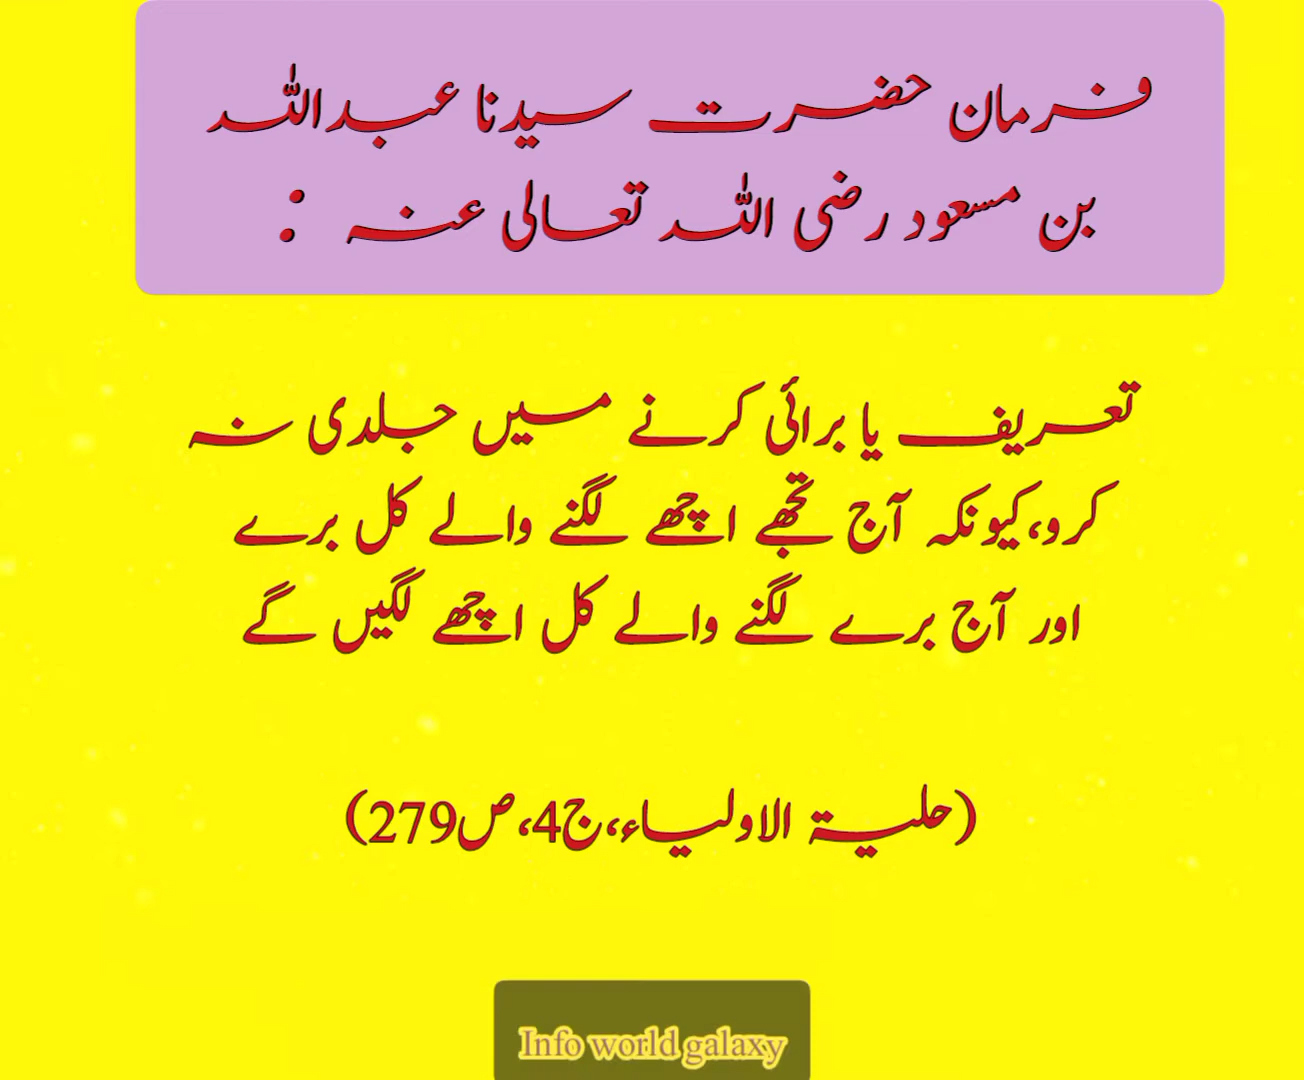 فرمان حضرت سیدنا عبداللہ
بن مسعود رضی اللہ تعالی عنہ :
تعریف یا برائی کرنے میں جلدی نہ
کرو،کیونکہ آج تجھے اچھے لگنے والے کل برے
اور آج برے لگنے والے کل اچھے لگیں گے
(حلیۃ الاولیاء،ج4،ص279)
Info world galaxy